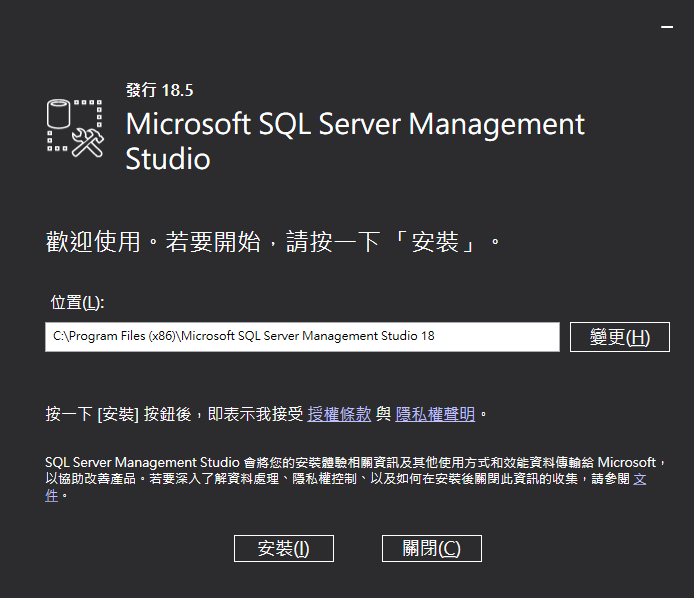 發行 18.5
Microsoft SQL Server Management
Studio
歡迎使用。若要開始，請按一下「安裝」。
位置(L):
C:\Program Files (x86)\Microsoft SQL Server Management Studio 18
變更(H)
按一下 [安裝] 按鈕後，即表示我接受 授權條款 與 隱私權聲明。
SQL Server Management Studio 會將您的安裝體驗相關資訊及其他使用方式和效能資料傳輸給 Microsoft，
以協助改善產品。若要深入了解資料處理、隱私權控制、以及如何在安裝後關閉此資訊的收集，請參閱 文
件。
安裝(I)
關閉(C)